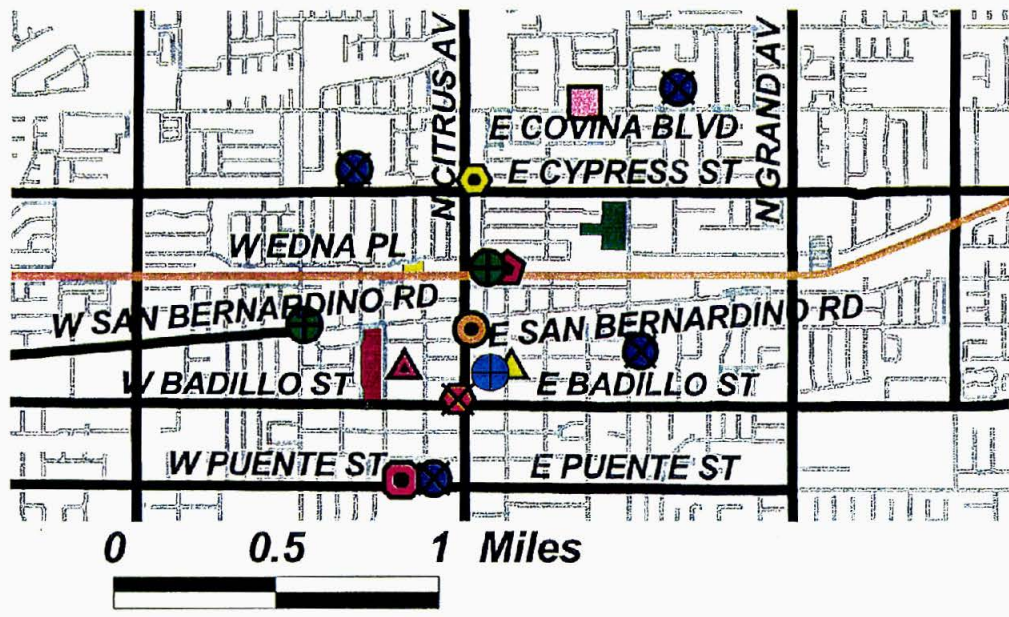 N CITRUS AV
N GRAND AV
E COVINA BLVD
E CYPRESS ST
W EDNA PL
W SAN BERNARDINO RD
E SAN BERNARDINO RD
W BADILLO ST
E BADILLO ST
W PUENTE ST
E PUENTE ST
0 0.5 1 Miles